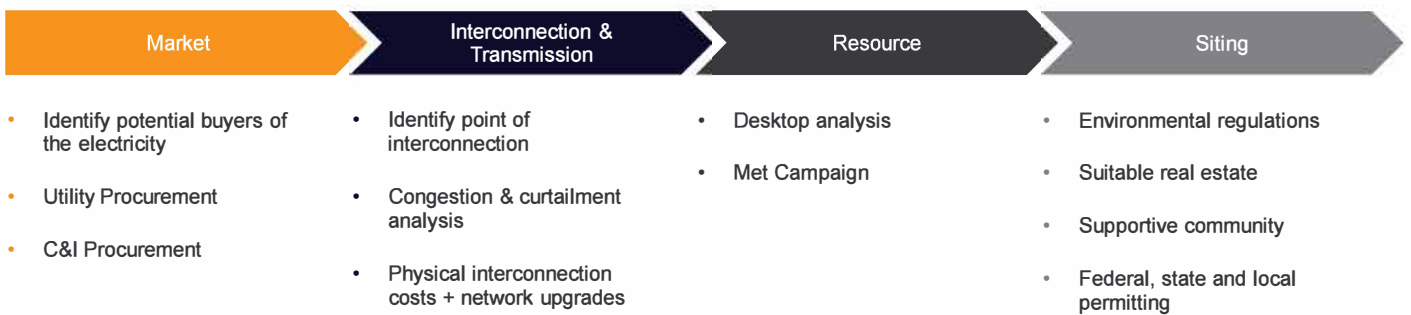 Market
Interconnection &
Transmission
Resource
Siting
• Identify potential buyers of
the electricity
• Utility Procurement
• C&I Procurement
• Identify point of
interconnection
• Congestion & curtailment
analysis
• Physical interconnection
costs + network upgrades
• Desktop analysis
• Met Campaign
• Environmental regulations
• Suitable real estate
• Supportive community
• Federal, state and local
permitting